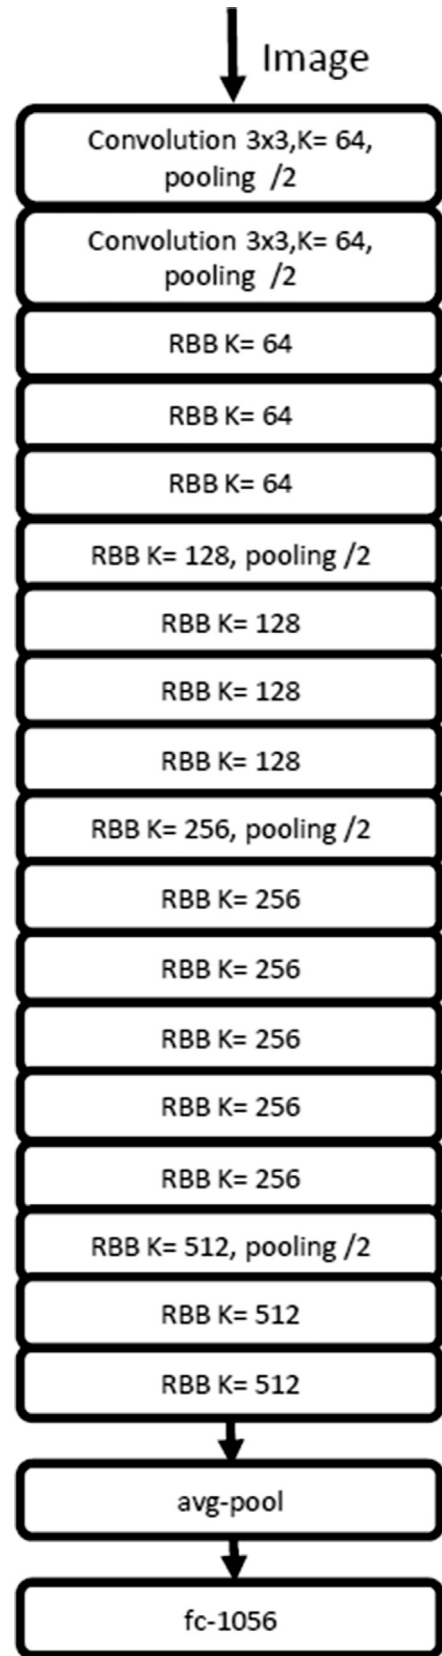 Image
Convolution 3x3,K= 64,
pooling /2
Convolution 3x3,K= 64,
pooling /2
RBB K= 64
RBB K= 64
RBB K= 64
RBB K= 128, pooling /2
RBB K= 128
RBB K= 128
RBB K= 128
RBB K= 256, pooling /2
RBB K= 256
RBB K= 256
RBB K= 256
RBB K= 256
RBB K= 256
RBB K= 512, pooling /2
RBB K= 512
RBB K= 512
avg-pool
fc-1056